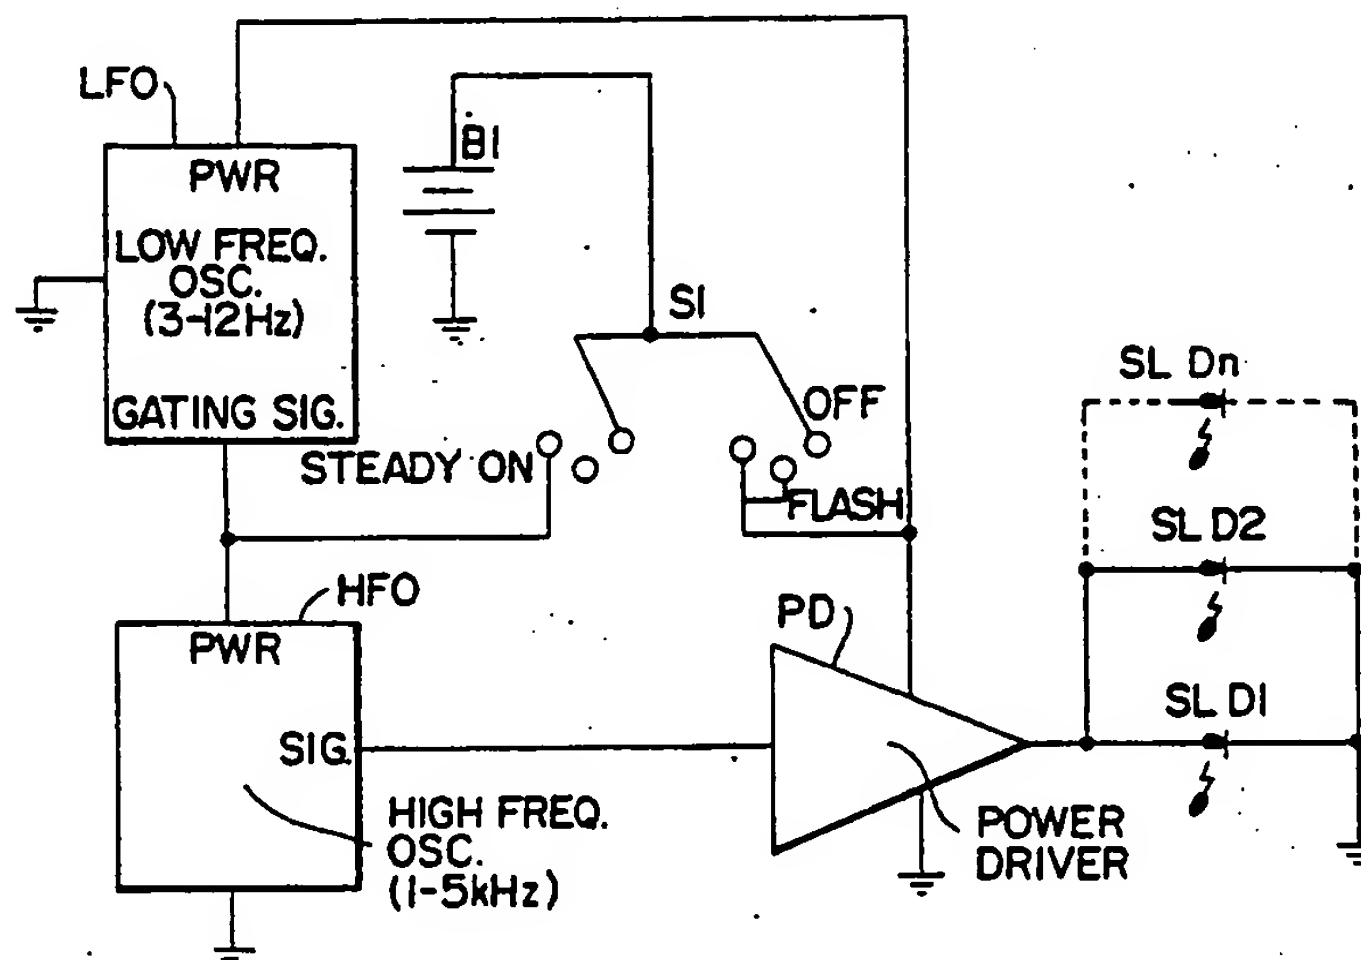 LFO
B1
PWR
LOW FREQ.
OSC.
(3-12Hz)
GATING SIG.
S1
OFF
STEADY ON
FLASH
SL Dn
SL D2
SL D1
HFO
PWR
SIG.
HIGH FREQ.
OSC.
(1-5kHz)
PD
POWER
DRIVER